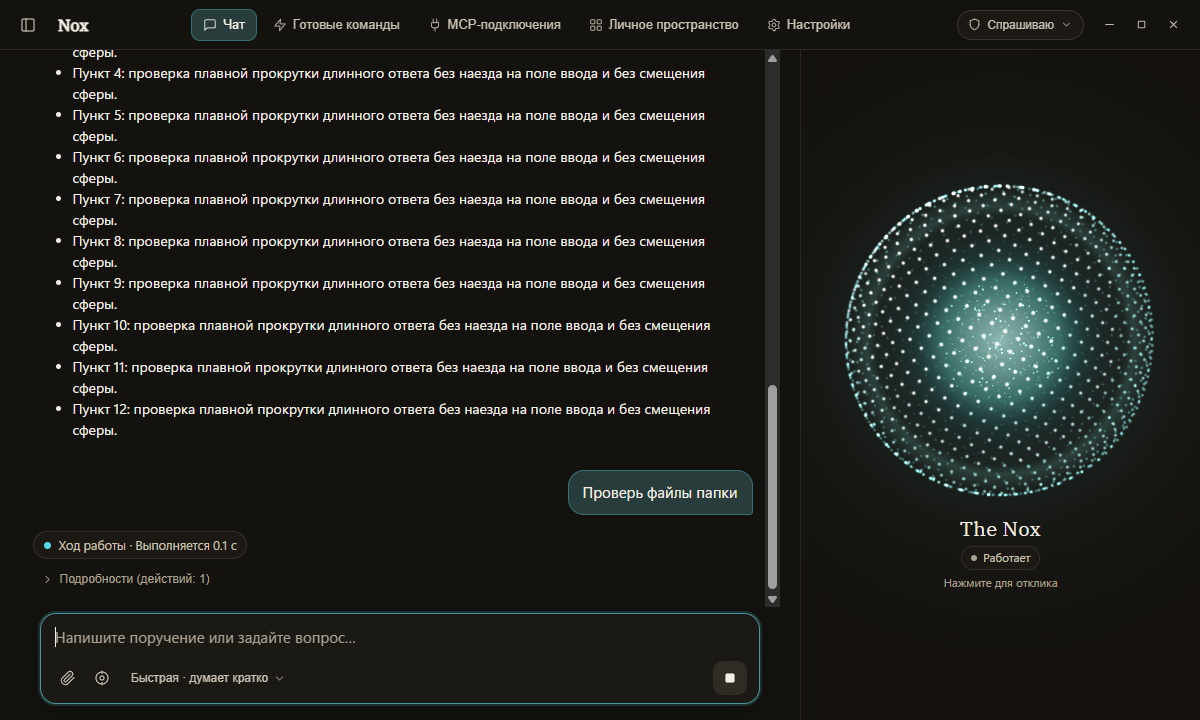 Nox
Чат
Готовые команды
MCP-подключения
Личное пространство
Настройки
Спрашиваю
сферы.
• Пункт 4: проверка плавной прокрутки длинного ответа без наезда на поле ввода и без смещения
сферы.
• Пункт 5: проверка плавной прокрутки длинного ответа без наезда на поле ввода и без смещения
сферы.
• Пункт 6: проверка плавной прокрутки длинного ответа без наезда на поле ввода и без смещения
сферы.
• Пункт 7: проверка плавной прокрутки длинного ответа без наезда на поле ввода и без смещения
сферы.
• Пункт 8: проверка плавной прокрутки длинного ответа без наезда на поле ввода и без смещения
сферы.
• Пункт 9: проверка плавной прокрутки длинного ответа без наезда на поле ввода и без смещения
сферы.
• Пункт 10: проверка плавной прокрутки длинного ответа без наезда на поле ввода и без смещения
сферы.
• Пункт 11: проверка плавной прокрутки длинного ответа без наезда на поле ввода и без смещения
сферы.
• Пункт 12: проверка плавной прокрутки длинного ответа без наезда на поле ввода и без смещения
сферы.
Проверь файлы папки
Ход работы · Выполняется 0.1 с
Подробности (действий: 1)
Напишите поручение или задайте вопрос...
Быстрая · думает кратко
The Nox
Работает
Нажмите для отклика